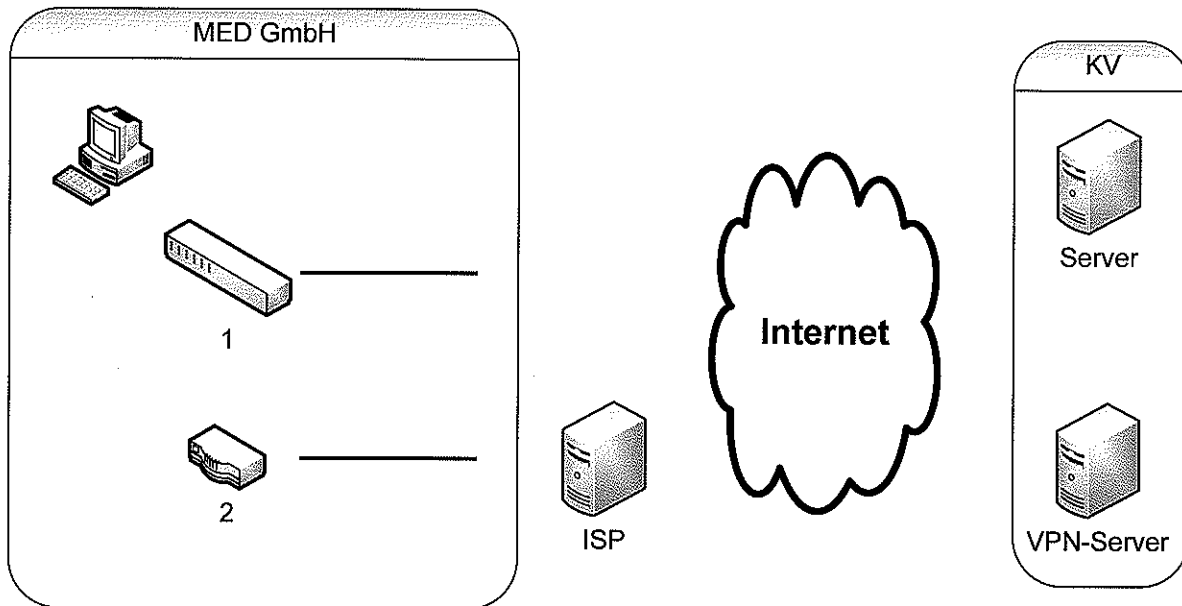 MED GmbH
1
2
ISP
Internet
KV
Server
VPN-Server